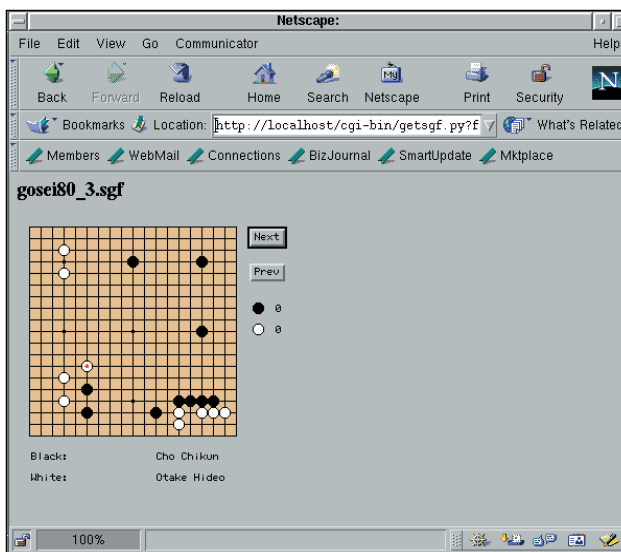 Netscape:
File Edit View Go Communicator Help
Back Forward Reload Home Search Netscape Print Security
My
N
Bookmarks Location: http://localhost/cgi-bin/getsgf.py?f What's Related
Members WebMail Connections BizJournal SmartUpdate Mktplace
gosei80_3.sgf
Next
Prev
0
0
Black: Cho Chikun
White: Otake Hideo
100%